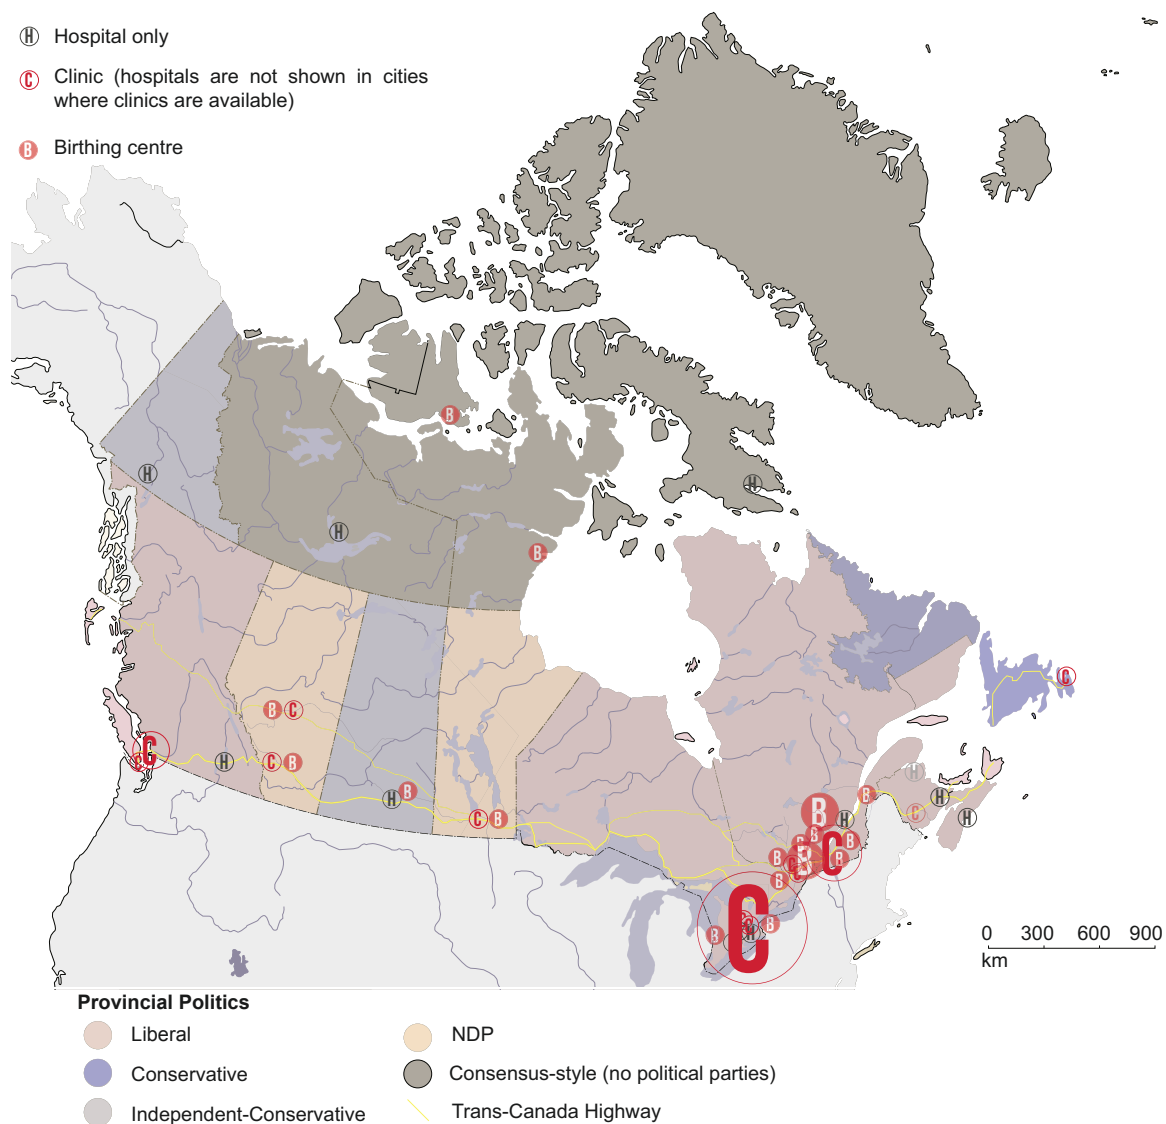 H Hospital only
C Clinic (hospitals are not shown in cities
where clinics are available)
B Birthing centre
B
H
H
H
B
B C
C
C
C
H
C B
H
B
C B
B
B
H
B
B
B
B
C
B
B
C
C
B
C
H
C
B
B
H
H
C
H
0 300 600 900
km
Provincial Politics
Liberal
NDP
Conservative
Consensus-style (no political parties)
Independent-Conservative
Trans-Canada Highway